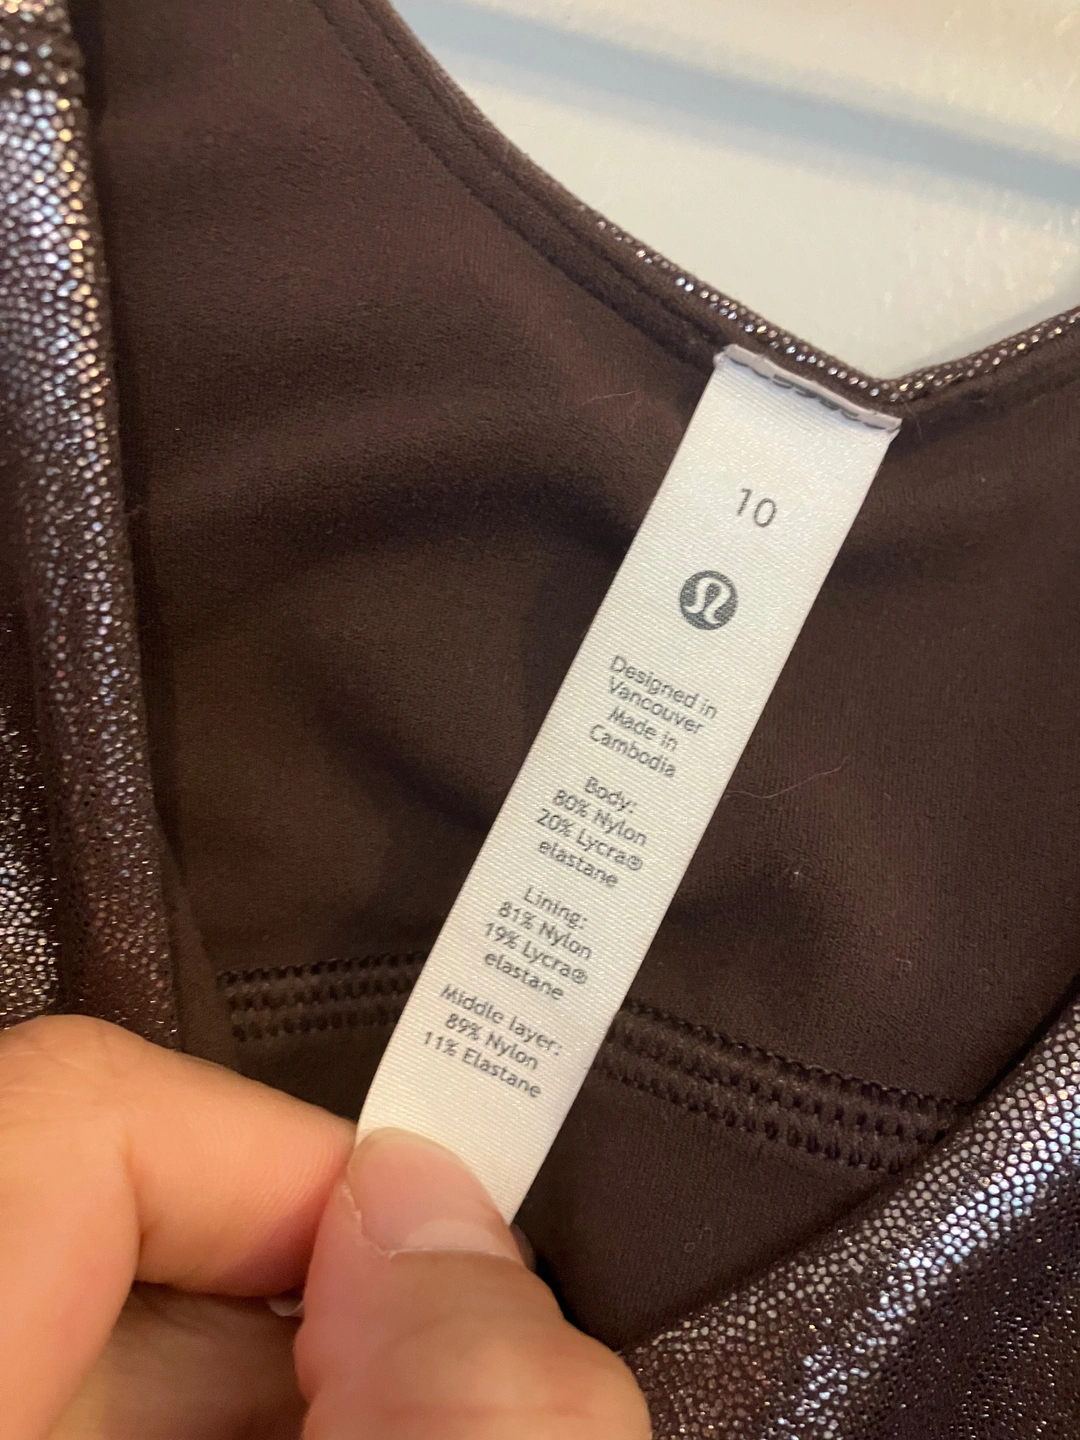 10
Designed in
Vancouver
Made in
Cambodia
Body:
80% Nylon
20% Lycra®
elastane
Lining:
81% Nylon
19% Lycra®
elastane
Middle layer:
89% Nylon
11% Elastane